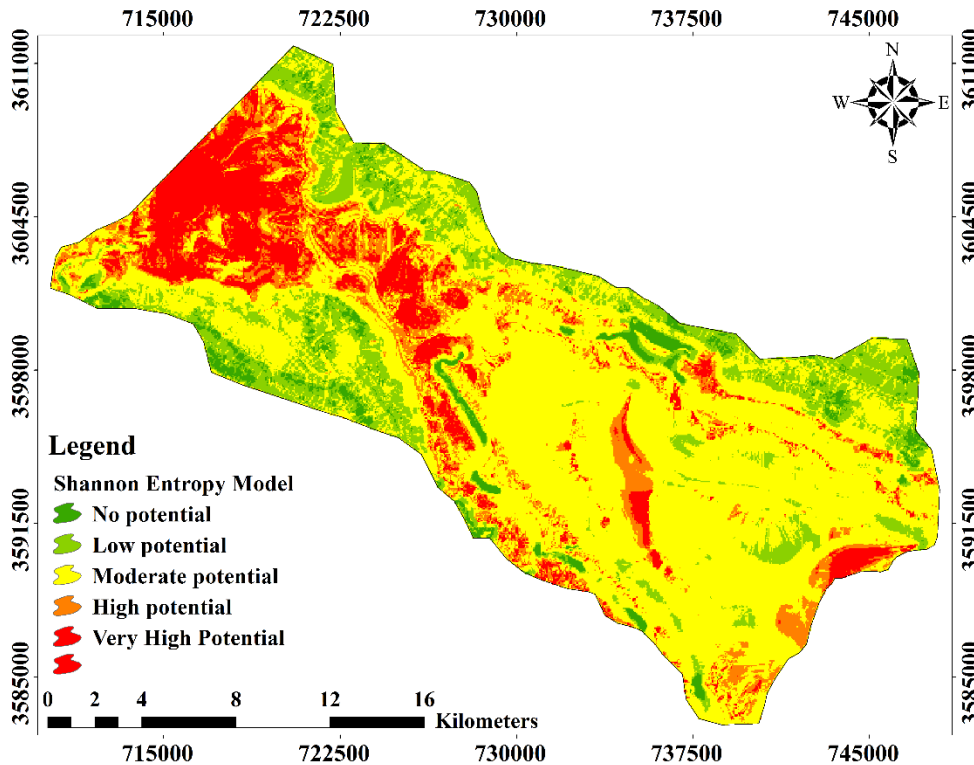 715000 722500 730000 737500 745000
3611000 3611000
N
W E
S
3604500 3604500
3598000 3598000
Legend
Shannon Entropy Model
No potential
Low potential
3591500 3591500
Moderate potential
High potential
Very High Potential
3585000 3585000
0 2 4 8 12 16
Kilometers
715000 722500 730000 737500 745000